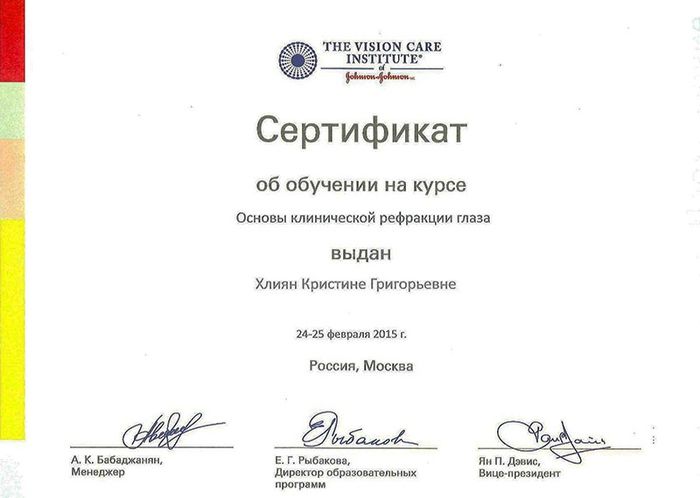 THE VISION CARE
INSTITUTE®
of
Johnson & Johnson
Сертификат
об обучении на курсе
Основы клинической рефракции глаза
выдан
Хлиян Кристине Григорьевне
24-25 февраля 2015 г.
Россия, Москва
Рыбакова
А. К. Бабаджанян,
Менеджер
Е. Г. Рыбакова,
Директор образовательных
программ
Ян П. Дэвис,
Вице-президент